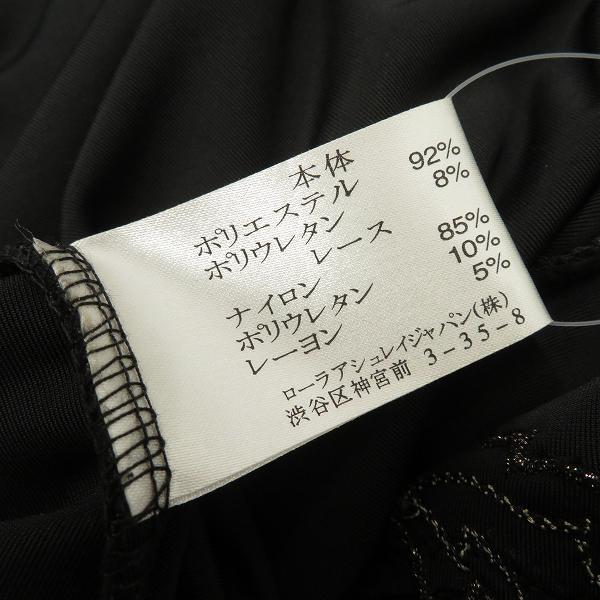 本体
ポリエステル 92%
ポリウレタン 8%
レース
ナイロン 85%
ポリウレタン 10%
レーヨン 5%
ローラアシュレイジャパン(株)
渋谷区神宮前 3-35-8